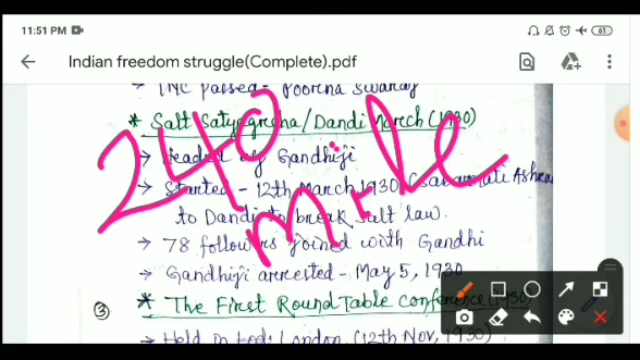 11:51 PM 61
Indian freedom struggle(Complete).pdf
→ INC passed - Poorna Swaraj
* Salt Satyagraha/Dandi March (1930)
→ headed by Gandhiji
→ Started - 12th March 1930 (Sabarmati Ashram
to Dandi to break salt law.
→ 78 followers joined with Gandhi
→ Gandhiji arrested - May 5, 1930
③ * The First Round Table Conference (1930)
→ Held in London (12th Nov, 1930)
240
mile